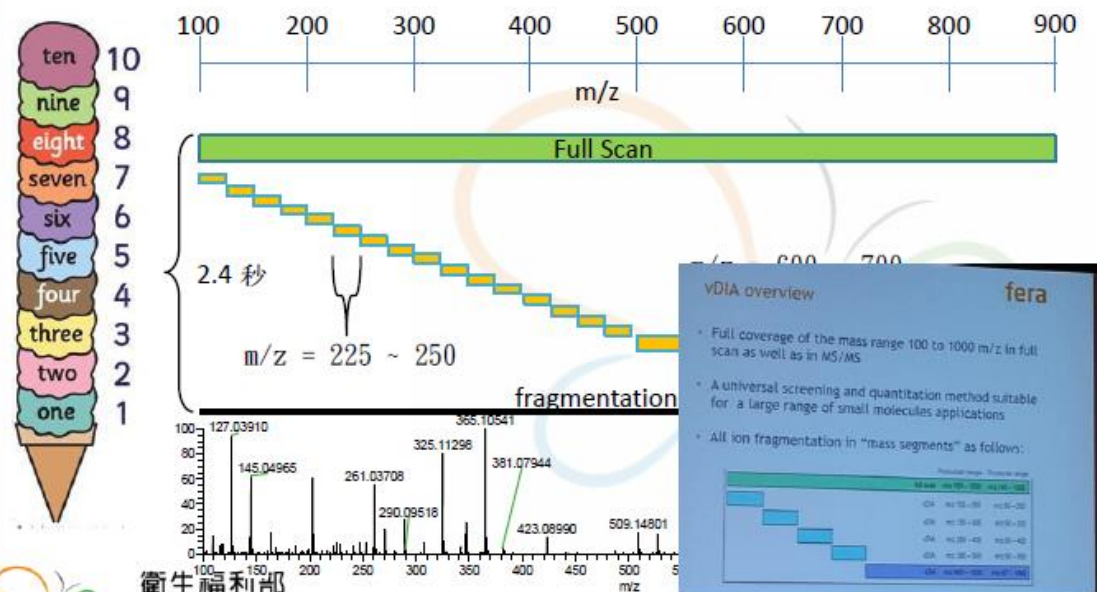 100 200 300 400 500 600 700 800 900
m/z
ten 10
nine 9
eight 8
seven 7
six 6
five 5
four 4
three 3
two 2
one 1
Full Scan
2.4 秒
m/z = 225 ~ 250
fragmentation
100
80
60
40
20
0
127.03910
145.04965
261.03708
290.09518
325.11298
365.10541
381.07944
423.08990
509.14801
100 150 200 250 300 350 400 450 500
m/z
衛生福利部
vDIA overview
fera
• Full coverage of the mass range 100 to 1000 m/z in full
scan as well as in MS/MS
• A universal screening and quantitation method suitable
for a large range of small molecules applications
• All ion fragmentation in "mass segments" as follown: